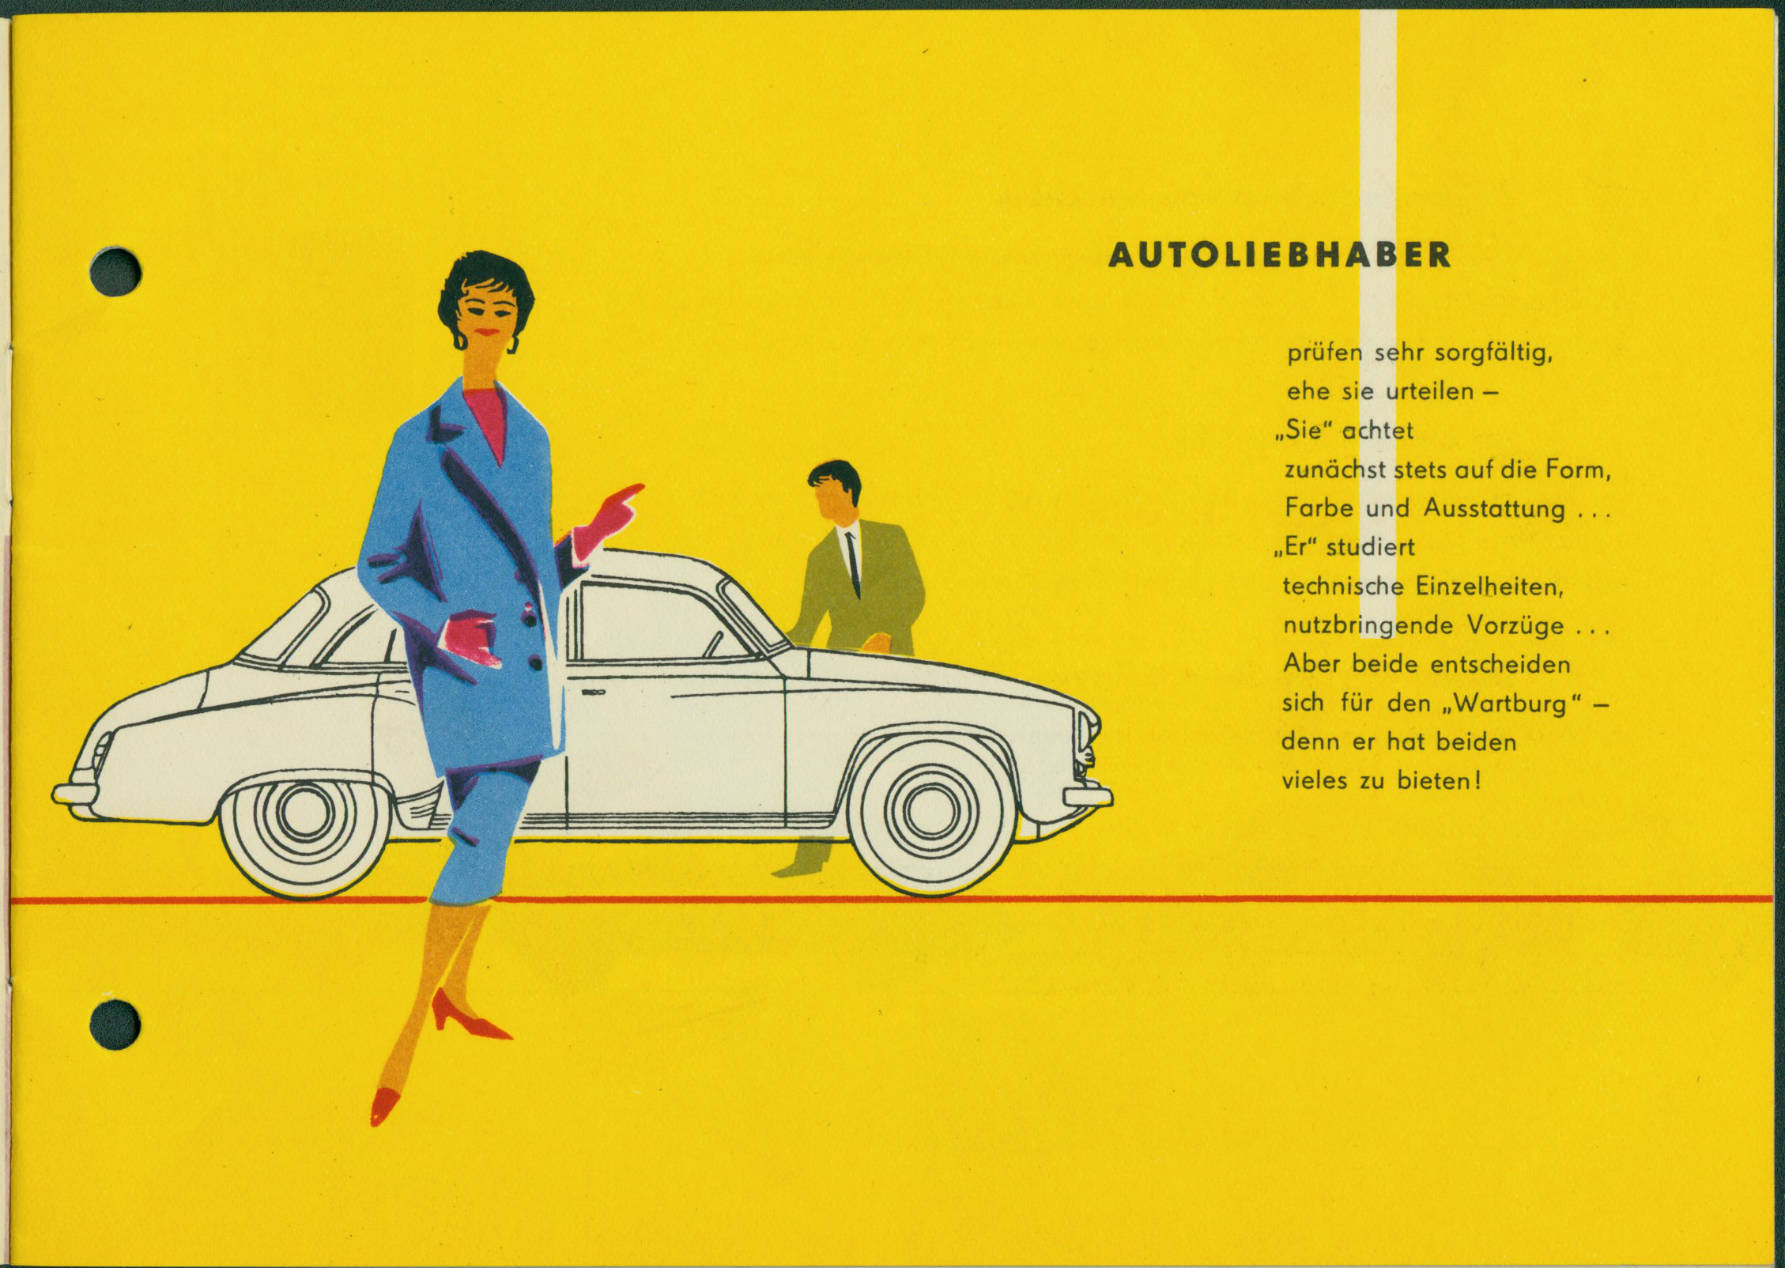 AUTOLIEBHABER
prüfen sehr sorgfältig,
ehe sie urteilen –
„Sie“ achtet
zunächst stets auf die Form,
Farbe und Ausstattung ...
„Er“ studiert
technische Einzelheiten,
nutzbringende Vorzüge ...
Aber beide entscheiden
sich für den „Wartburg“ –
denn er hat beiden
vieles zu bieten!